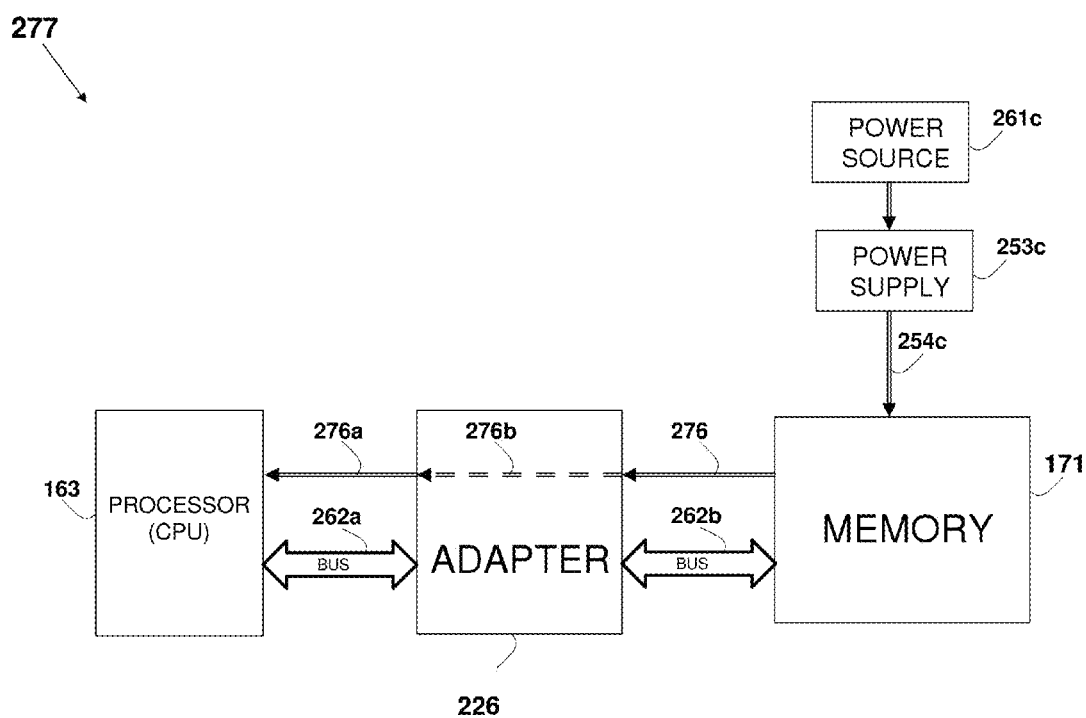 277
POWER
SOURCE
261c
POWER
SUPPLY
253c
254c
276a
276b
276
163
PROCESSOR
(CPU)
171
262a
262b
BUS
ADAPTER
BUS
MEMORY
226